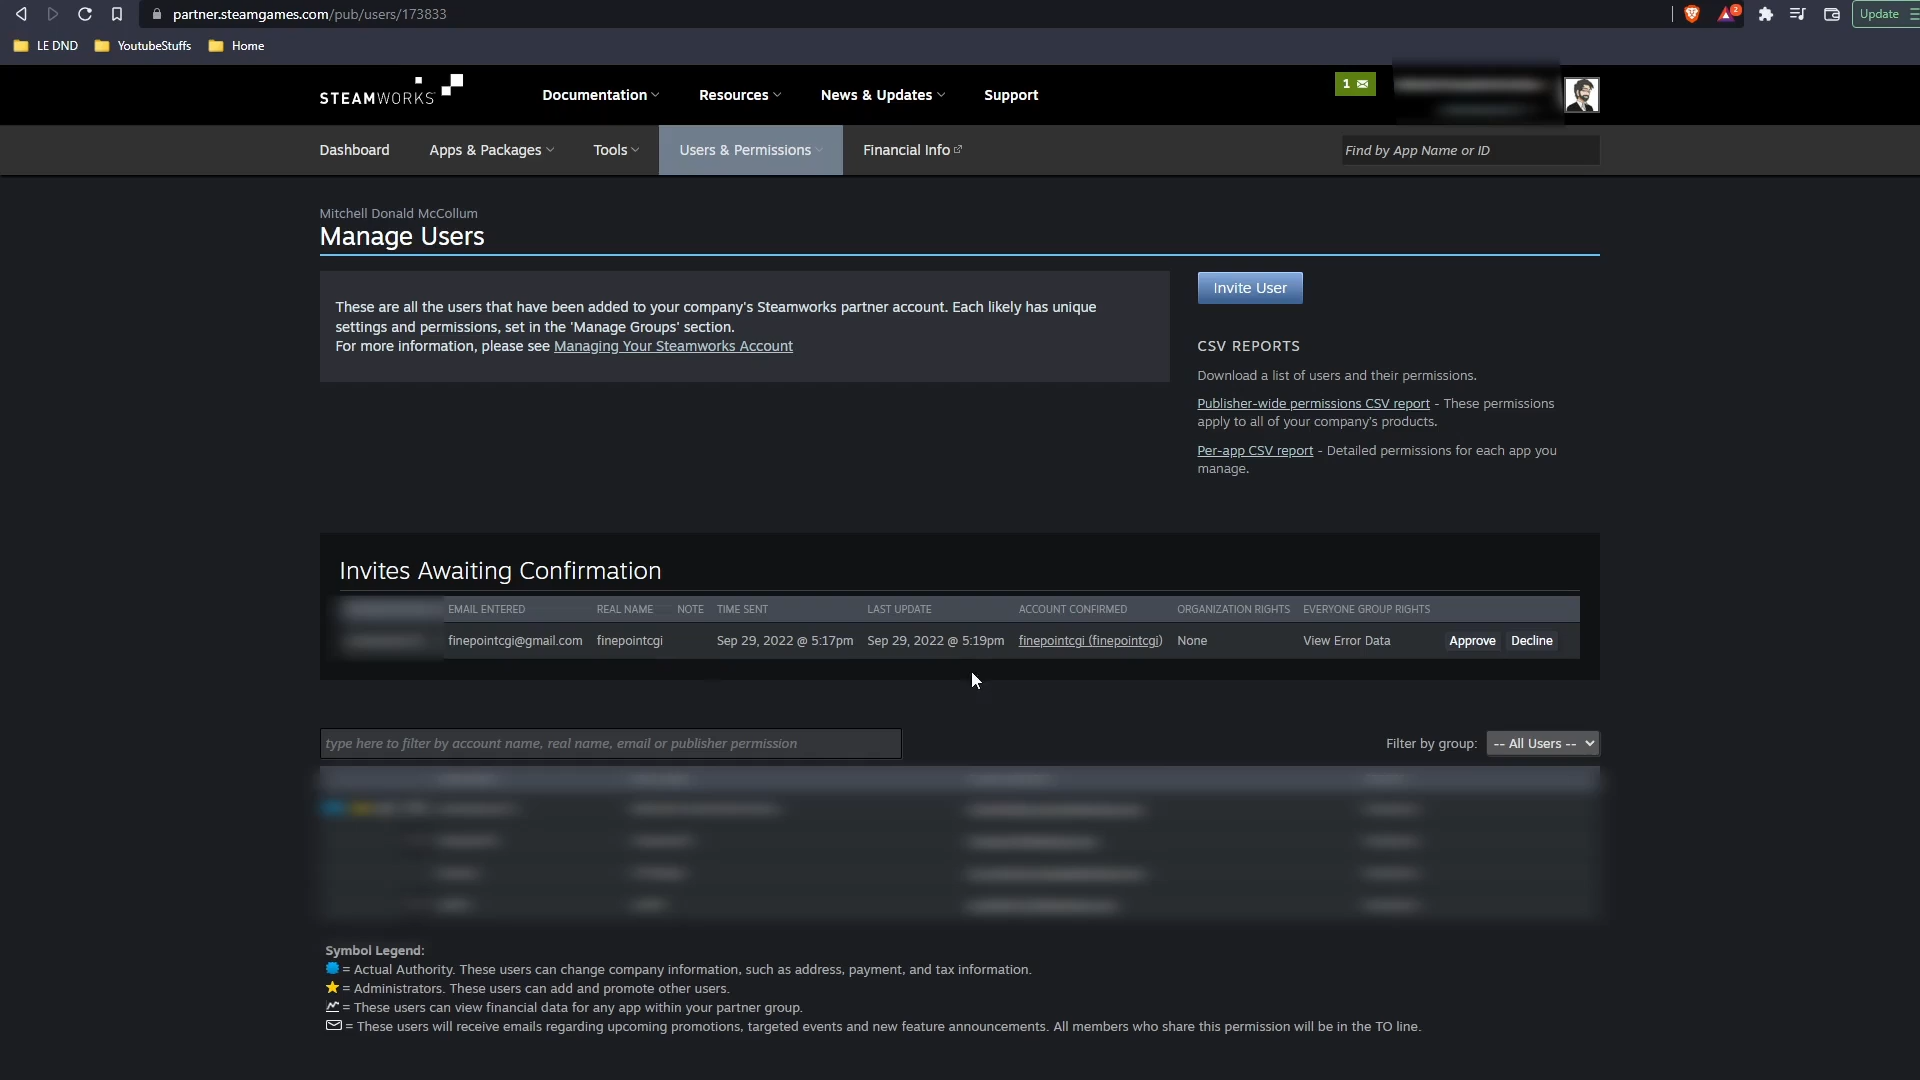 partner.steamgames.com/pub/users/173833
2
Update
LE DND
YoutubeStuffs
Home
STEAMWORKS
Documentation
Resources
News & Updates
Support
1
Dashboard
Apps & Packages
Tools
Users & Permissions
Financial Info
Find by App Name or ID
Mitchell Donald McCollum
Manage Users
These are all the users that have been added to your company's Steamworks partner account. Each likely has unique
settings and permissions, set in the 'Manage Groups' section.
For more information, please see Managing Your Steamworks Account
Invite User
CSV REPORTS
Download a list of users and their permissions.
Publisher-wide permissions CSV report - These permissions
apply to all of your company's products.
Per-app CSV report - Detailed permissions for each app you
manage.
Invites Awaiting Confirmation
EMAIL ENTERED REAL NAME NOTE TIME SENT LAST UPDATE ACCOUNT CONFIRMED ORGANIZATION RIGHTS EVERYONE GROUP RIGHTS
finepointcgi@gmail.com finepointcgi Sep 29, 2022 @ 5:17pm Sep 29, 2022 @ 5:19pm finepointcgi (finepointcgi) None View Error Data Approve Decline
type here to filter by account name, real name, email or publisher permission
Filter by group: -- All Users --
Symbol Legend:
= Actual Authority. These users can change company information, such as address, payment, and tax information.
= Administrators. These users can add and promote other users.
= These users can view financial data for any app within your partner group.
= These users will receive emails regarding upcoming promotions, targeted events and new feature announcements. All members who share this permission will be in the TO line.